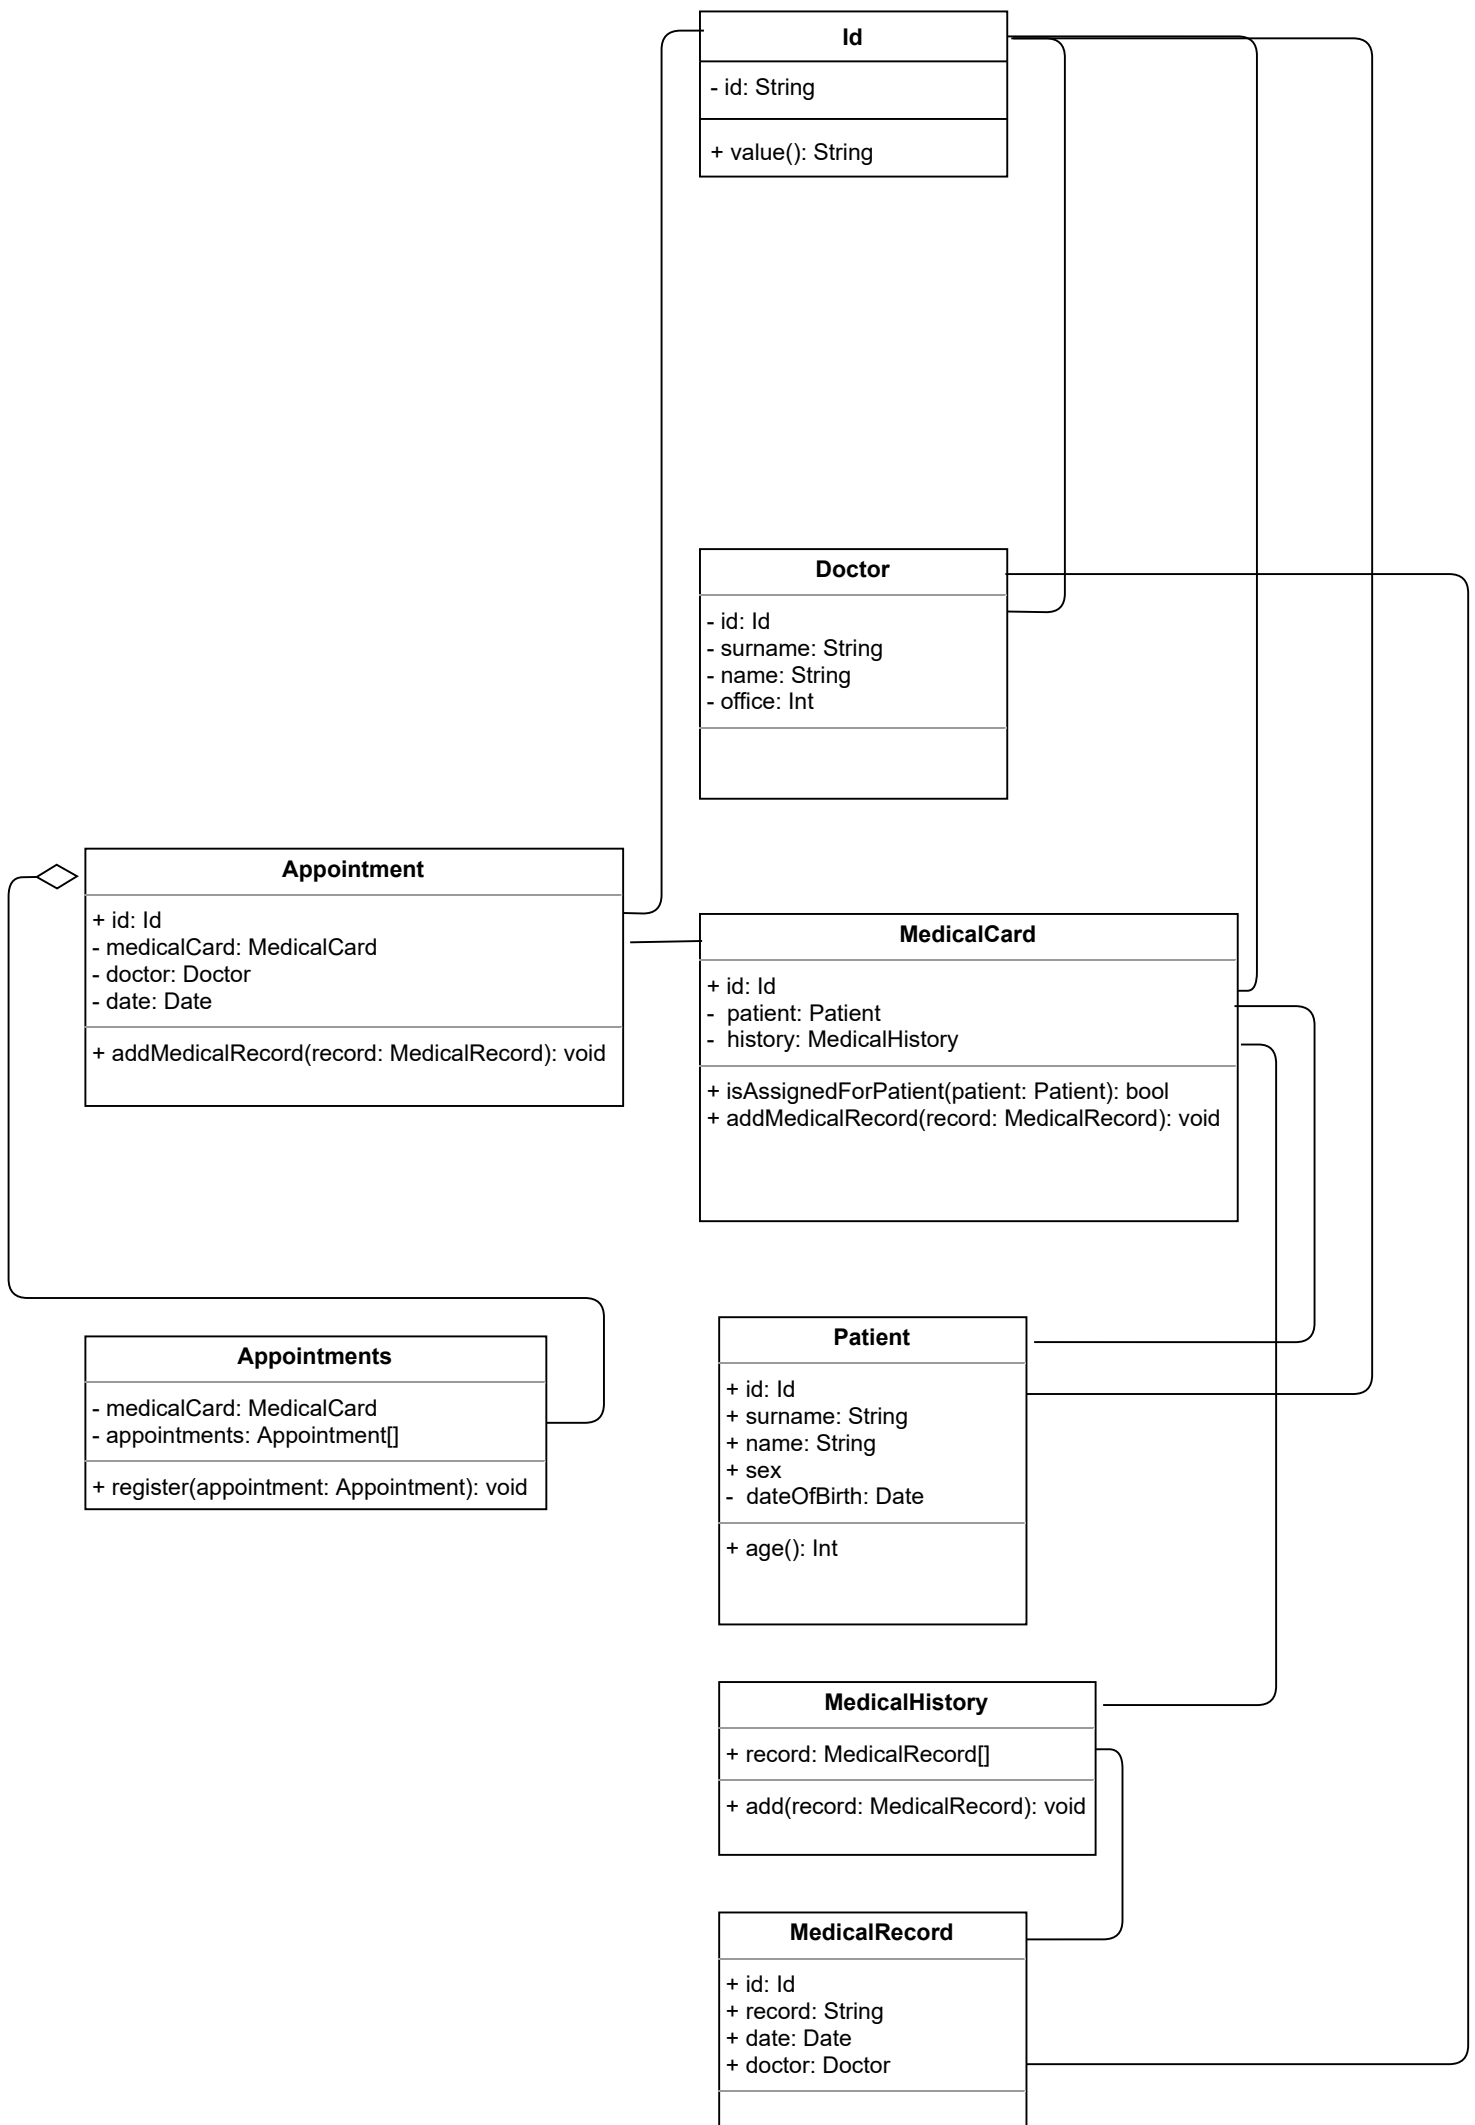 Id
- id: String
+ value(): String
Doctor
- id: Id
- surname: String
- name: String
- office: Int
Appointment
+ id: Id
- medicalCard: MedicalCard
- doctor: Doctor
- date: Date
+ addMedicalRecord(record: MedicalRecord): void
MedicalCard
+ id: Id
- patient: Patient
- history: MedicalHistory
+ isAssignedForPatient(patient: Patient): bool
+ addMedicalRecord(record: MedicalRecord): void
Appointments
- medicalCard: MedicalCard
- appointments: Appointment[]
+ register(appointment: Appointment): void
Patient
+ id: Id
+ surname: String
+ name: String
+ sex
- dateOfBirth: Date
+ age(): Int
MedicalHistory
+ record: MedicalRecord[]
+ add(record: MedicalRecord): void
MedicalRecord
+ id: Id
+ record: String
+ date: Date
+ doctor: Doctor